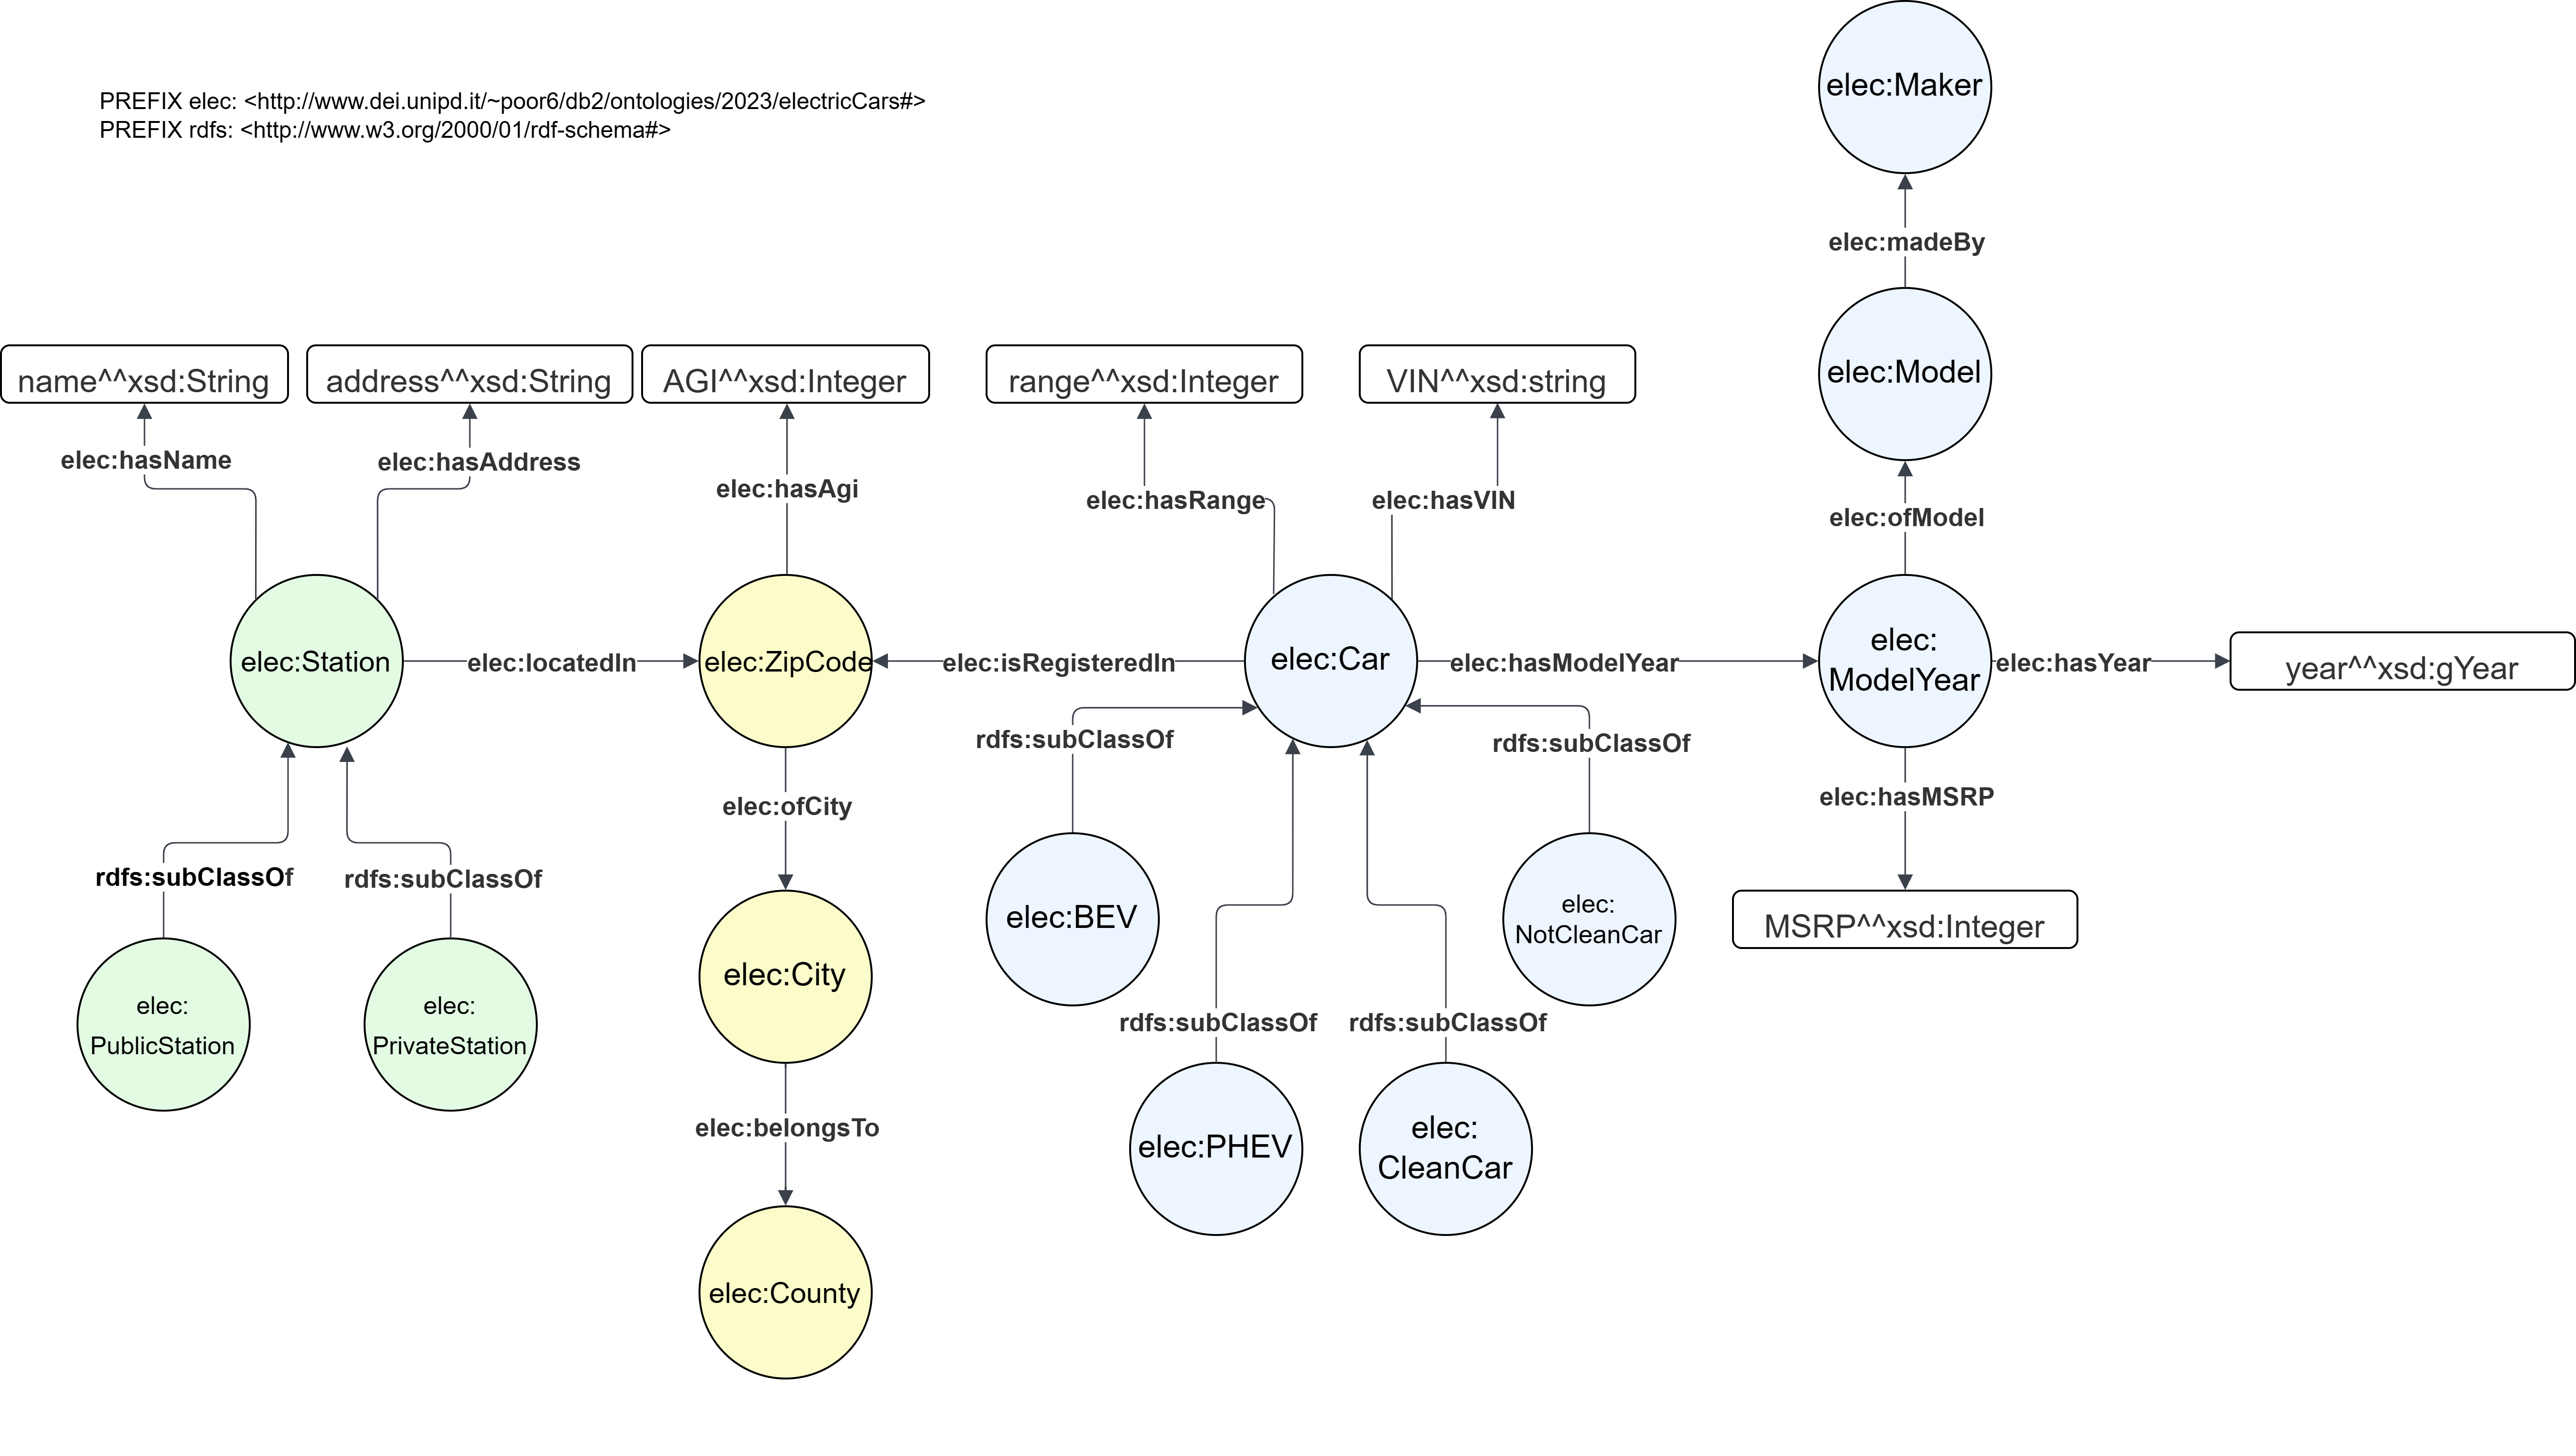 elec:Maker
PREFIX elec: <http://www.dei.unipd.it/~poor6/db2/ontologies/2023/electricCars#>
PREFIX rdfs: <http://www.w3.org/2000/01/rdf-schema#>
elec:madeBy
elec:Model
name^^xsd:String
address^^xsd:String
AGI^^xsd:Integer
range^^xsd:Integer
VIN^^xsd:string
elec:hasName
elec:hasAddress
elec:hasAgi
elec:hasRange
elec:hasVIN
elec:ofModel
elec:Station
elec:locatedIn
elec:ZipCode
elec:isRegisteredIn
elec:Car
elec:hasModelYear
elec:
ModelYear
elec:hasYear
year^^xsd:gYear
rdfs:subClassOf
rdfs:subClassOf
elec:hasMSRP
elec:ofCity
rdfs:subClassOf
rdfs:subClassOf
elec:BEV
elec:
NotCleanCar
MSRP^^xsd:Integer
elec:City
elec:
PublicStation
elec:
PrivateStation
rdfs:subClassOf
rdfs:subClassOf
elec:belongsTo
elec:PHEV
elec:
CleanCar
elec:County